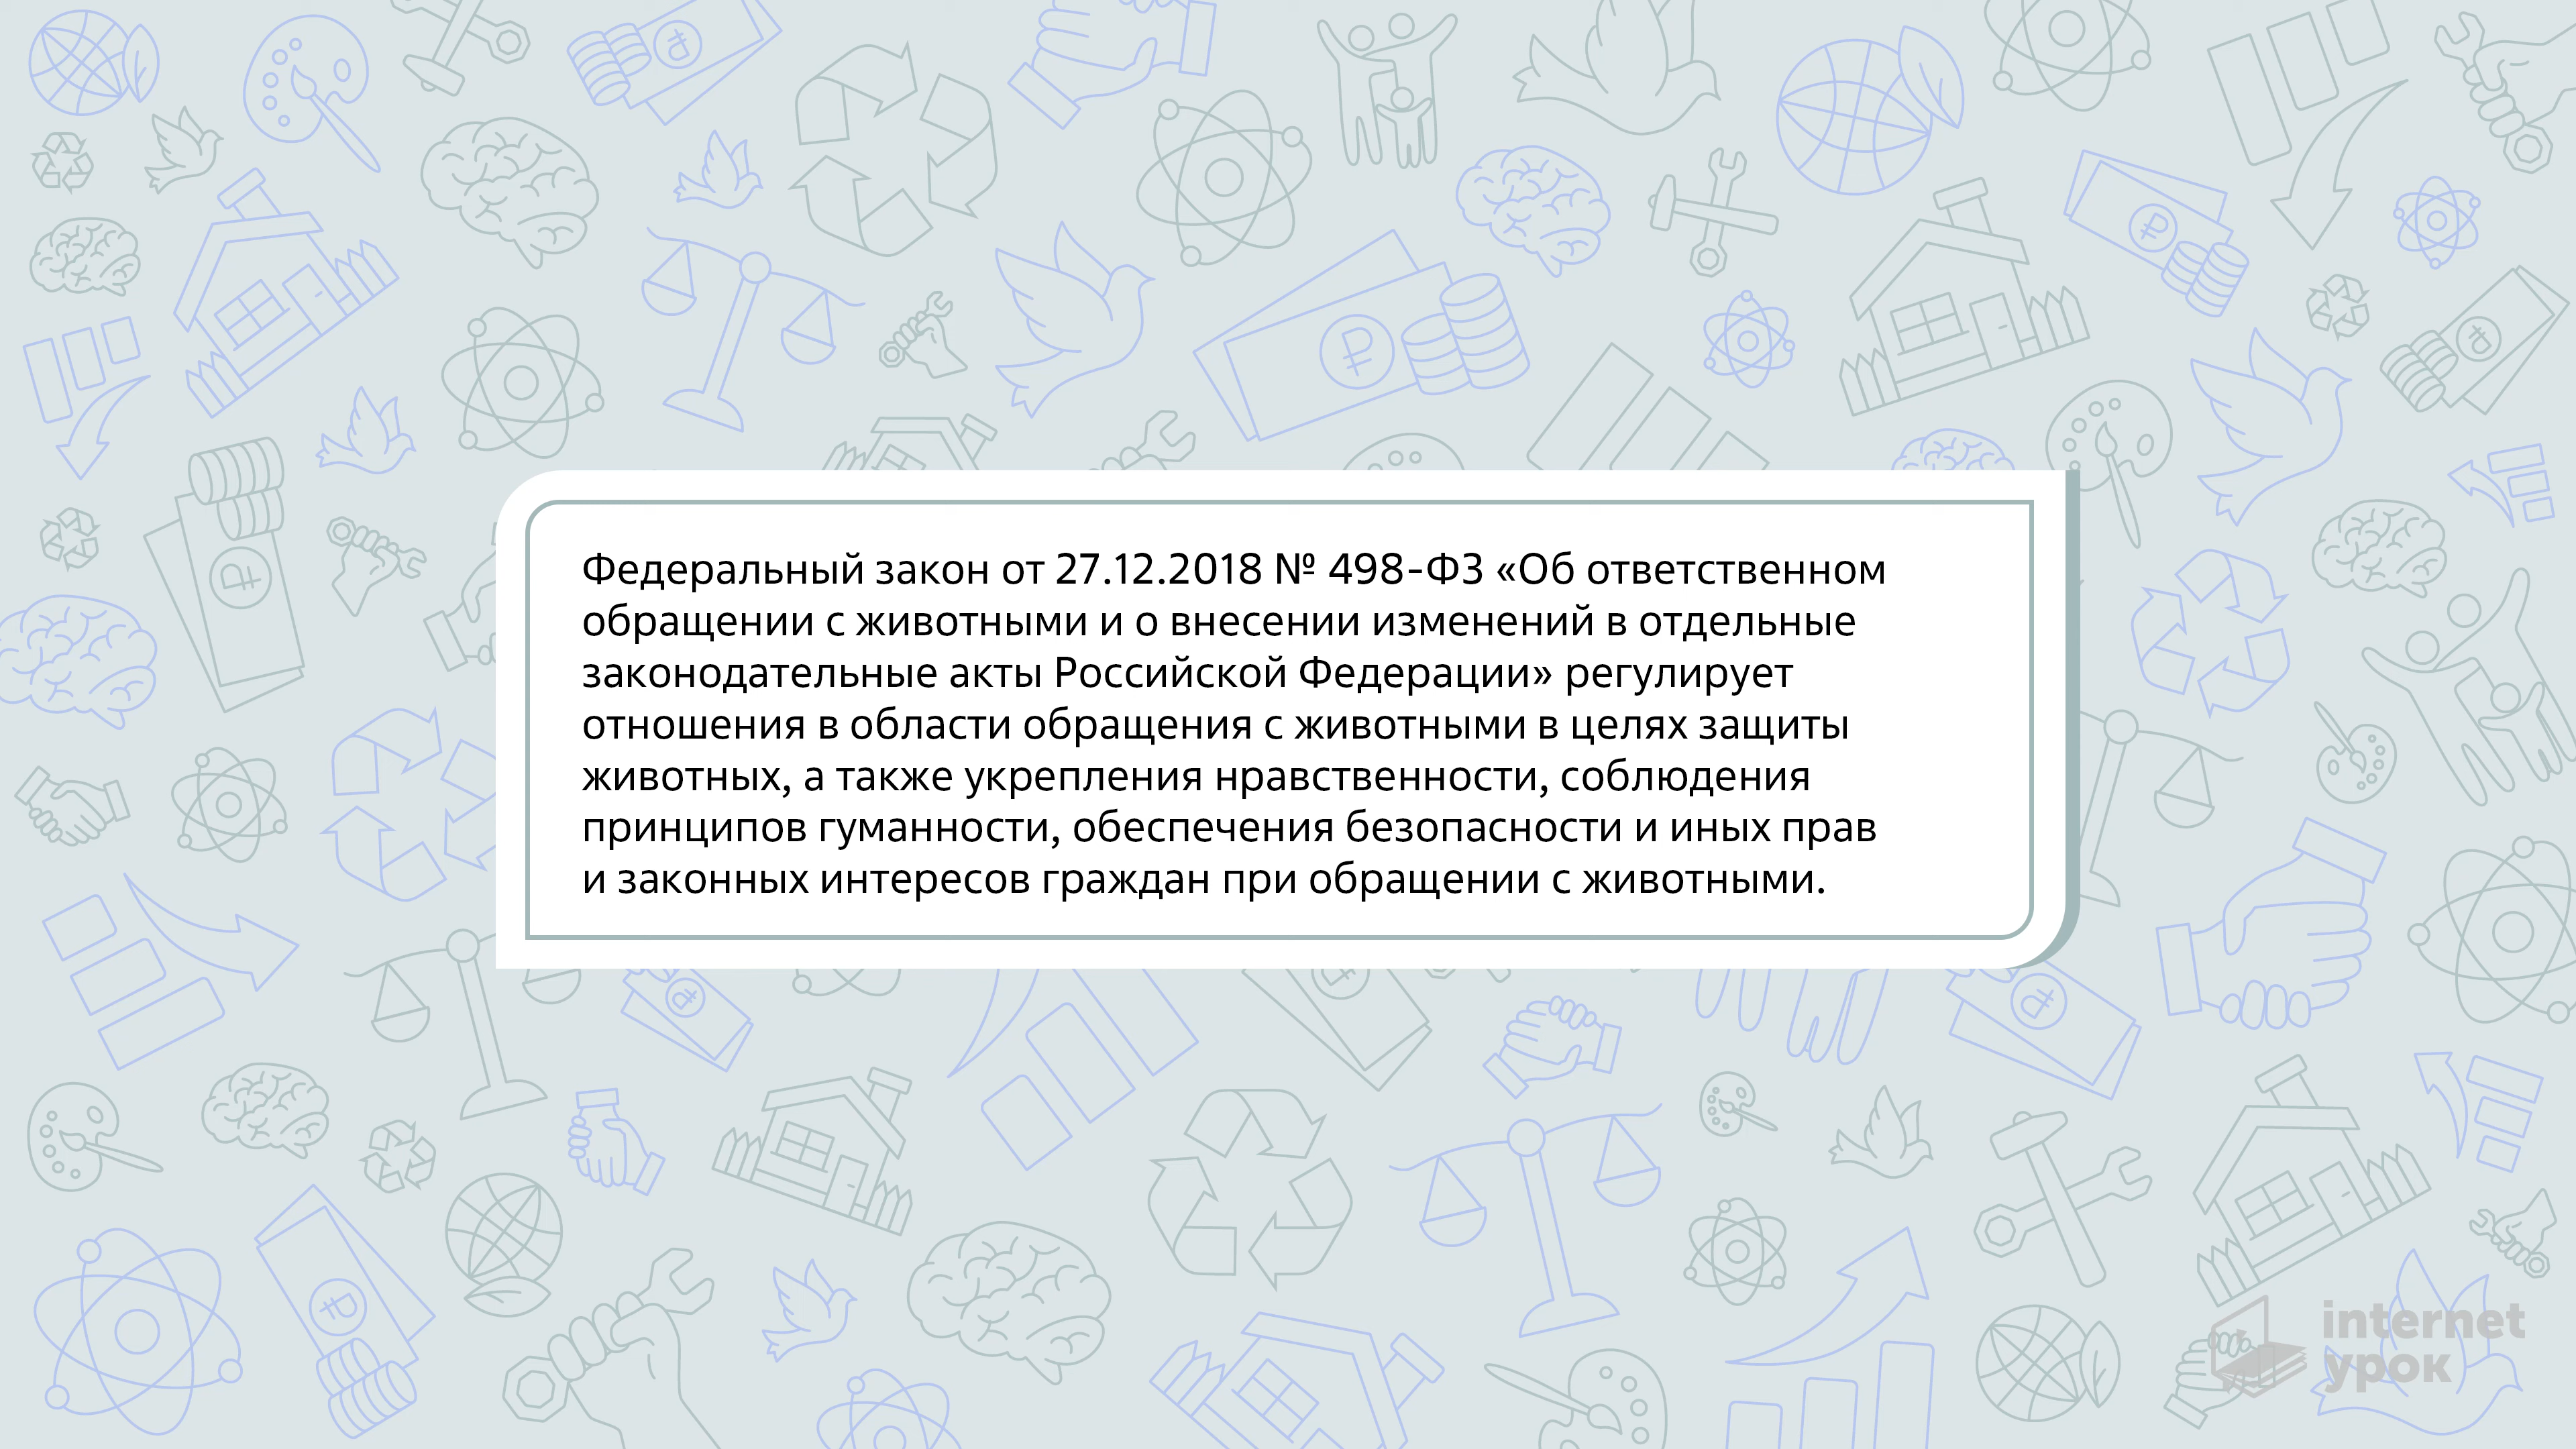 Федеральный закон от 27.12.2018 № 498-ФЗ «Об ответственном
обращении с животными и о внесении изменений в отдельные
законодательные акты Российской Федерации» регулирует
отношения в области обращения с животными в целях защиты
животных, а также укрепления нравственности, соблюдения
принципов гуманности, обеспечения безопасности и иных прав
и законных интересов граждан при обращении с животными.
internet
урок